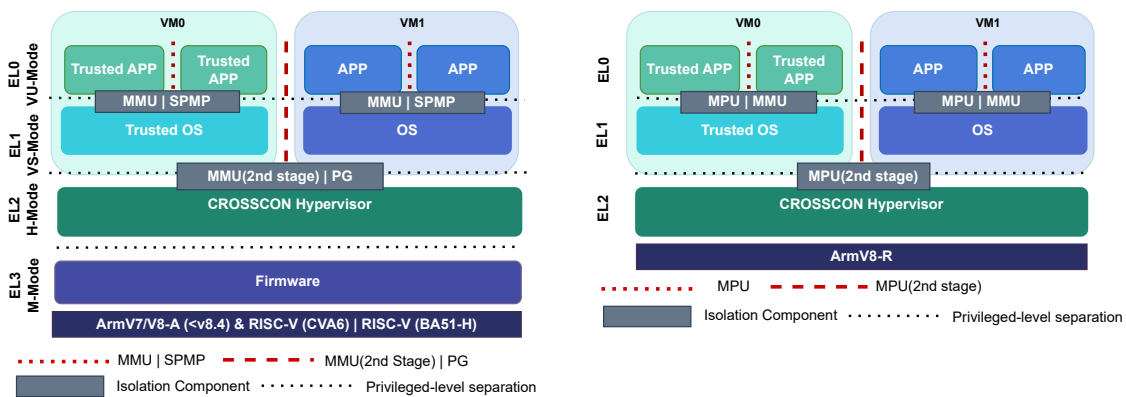 VM0
VM1
EL0
VU-Mode
Trusted APP
Trusted
APP
APP
APP
MMU | SPMP
MMU | SPMP
EL1
VS-Mode
Trusted OS
OS
MMU(2nd stage) | PG
EL2
H-Mode
CROSSCON Hypervisor
EL3
M-Mode
Firmware
ArmV7/V8-A (<v8.4) & RISC-V (CVA6) | RISC-V (BA51-H)
MMU | SPMP
MMU(2nd Stage) | PG
Isolation Component
Privileged-level separation
VM0
VM1
EL0
Trusted APP
Trusted
APP
APP
APP
MPU | MMU
MPU | MMU
EL1
Trusted OS
OS
MPU(2nd stage)
EL2
CROSSCON Hypervisor
ArmV8-R
MPU
MPU(2nd stage)
Isolation Component
Privileged-level separation